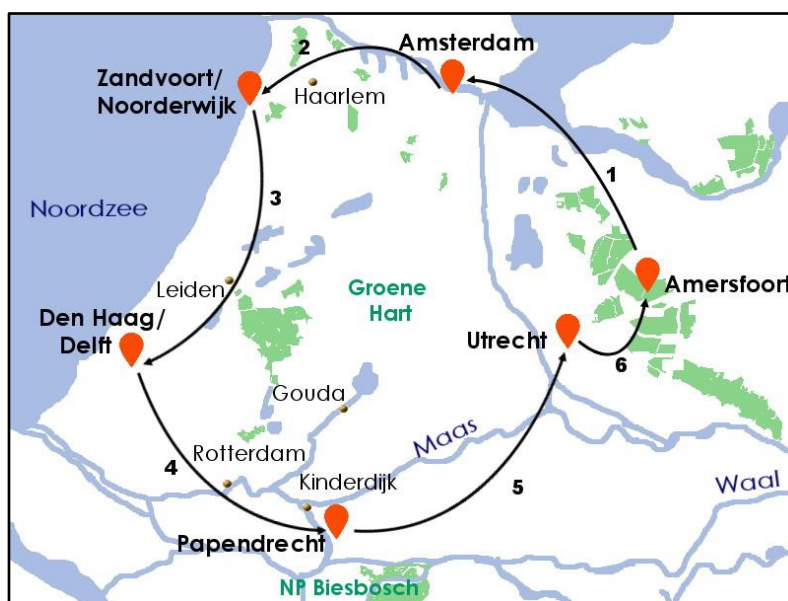 Amsterdam
2
Zandvoort/
Noorderwijk
Haarlem
1
3
Noordzee
Leiden
Groene
Hart
Amersfoort
Den Haag/
Delft
Utrecht
6
Gouda
Maas
4
Rotterdam
Kinderdijk
5
Waal
Papendrecht
NP Biesbosch